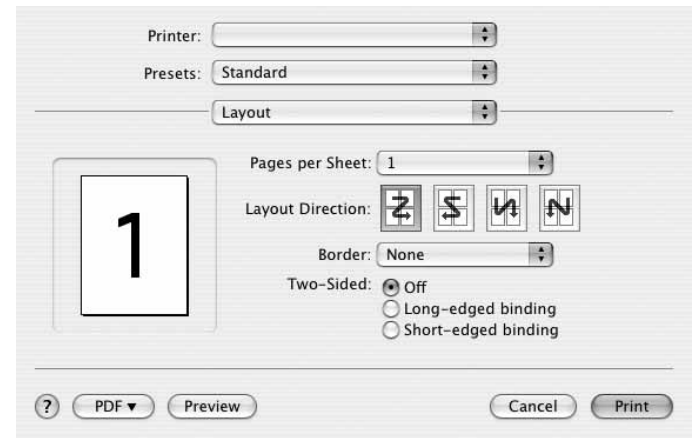 Printer:
Presets: Standard
Layout
Pages per Sheet: 1
Layout Direction:
1
Border: None
Two-Sided: Off
Long-edged binding
Short-edged binding
? PDF ▼ Preview Cancel Print